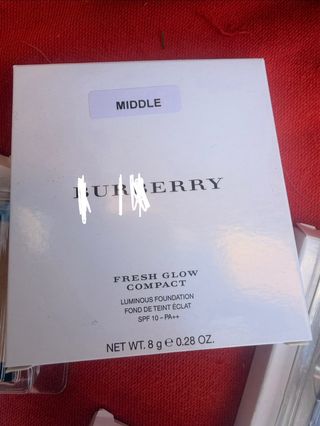 MIDDLE
BURBERRY
FRESH GLOW
COMPACT
LUMINOUS FOUNDATION
FOND DE TEINT ÉCLAT
SPF 10 – PA++
NET WT. 8 g ℮ 0.28 OZ.